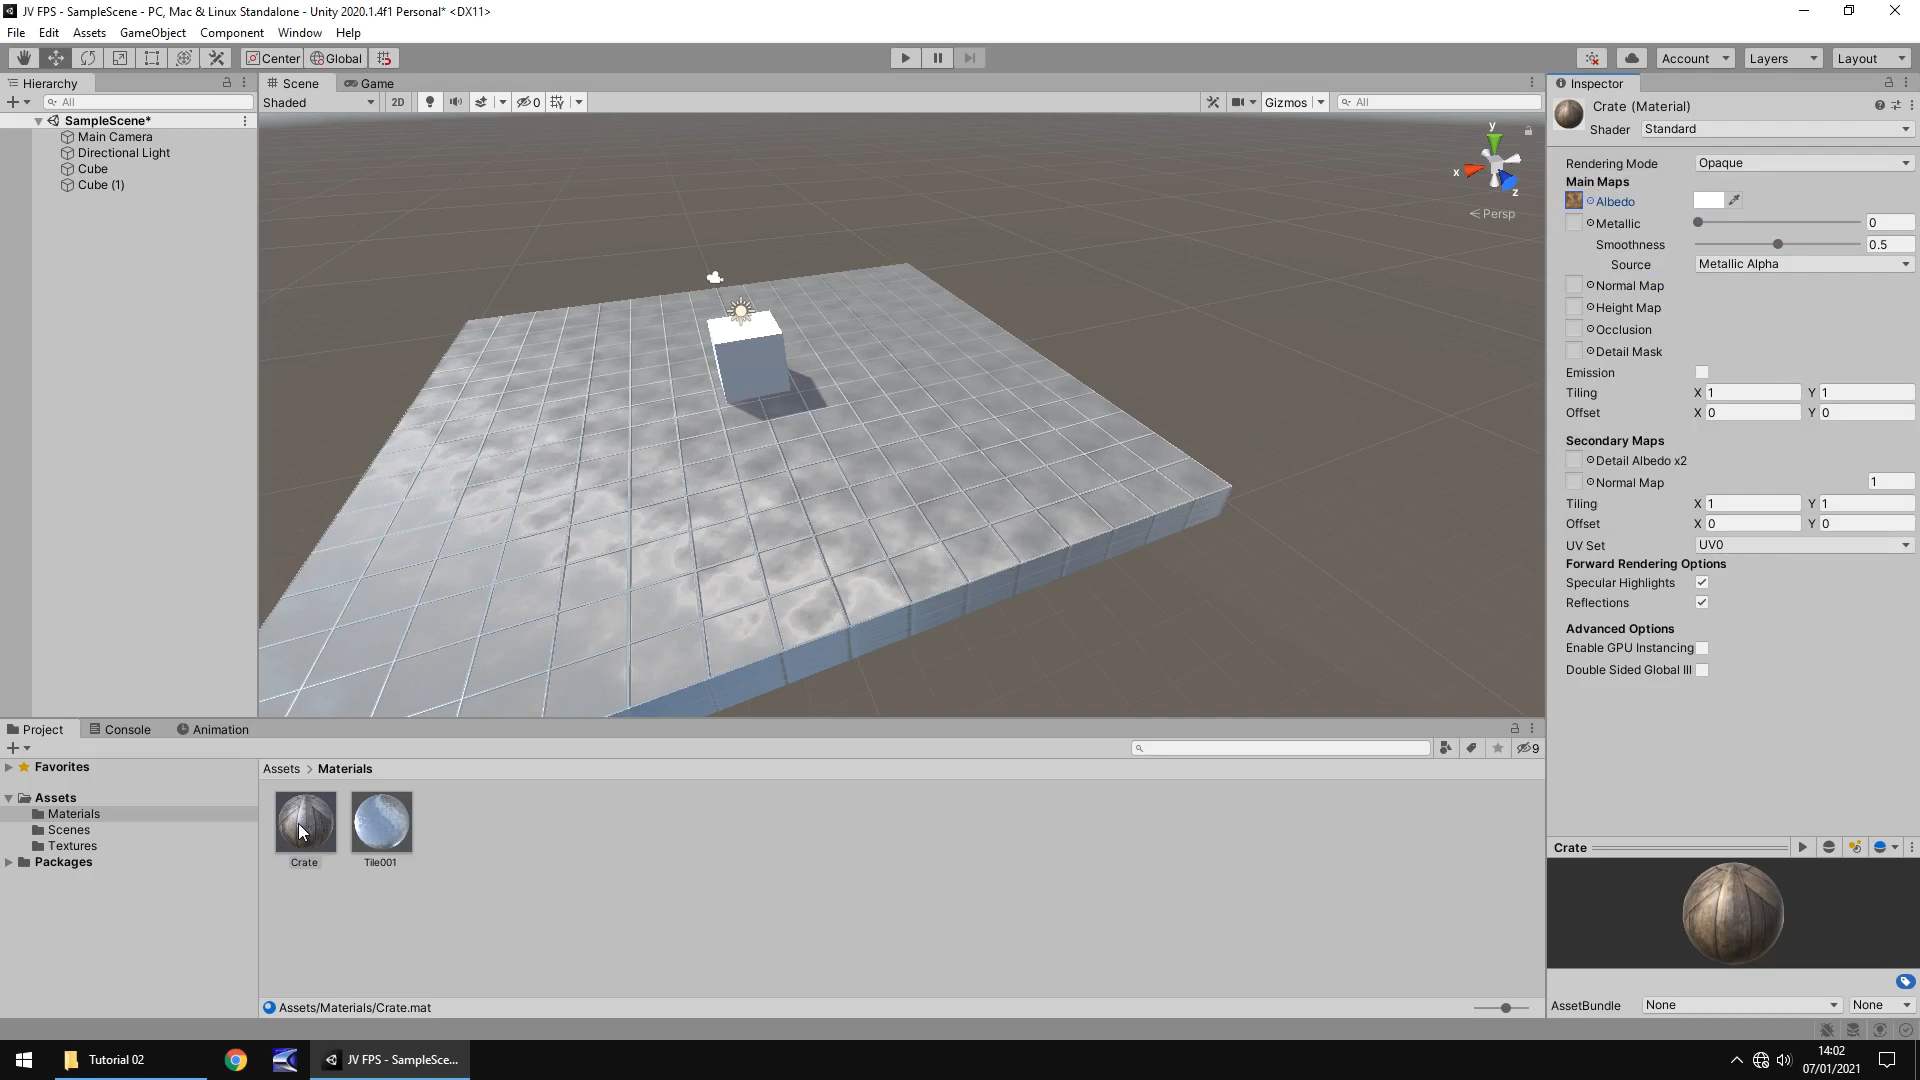 JV FPS - SampleScene - PC, Mac & Linux Standalone - Unity 2020.1.4f1 Personal* <DX11>
File Edit Assets GameObject Component Window Help
Center Global Account Layers Layout
Hierarchy
All
SampleScene*
Main Camera
Directional Light
Cube
Cube (1)
Scene Game
Shaded 2D 0 Gizmos All
y
x
z
Persp
Inspector
Crate (Material)
Shader Standard
Rendering Mode Opaque
Main Maps
Albedo
Metallic 0
Smoothness 0.5
Source Metallic Alpha
Normal Map
Height Map
Occlusion
Detail Mask
Emission
Tiling X 1 Y 1
Offset X 0 Y 0
Secondary Maps
Detail Albedo x2
Normal Map 1
Tiling X 1 Y 1
Offset X 0 Y 0
UV Set UV0
Forward Rendering Options
Specular Highlights
Reflections
Advanced Options
Enable GPU Instancing
Double Sided Global Ill
Crate
AssetBundle None None
Project Console Animation
9
Favorites
Assets
Materials
Scenes
Textures
Packages
Assets > Materials
Crate Tile001
Assets/Materials/Crate.mat
Tutorial 02
JV FPS - SampleSce...
14:02
07/01/2021